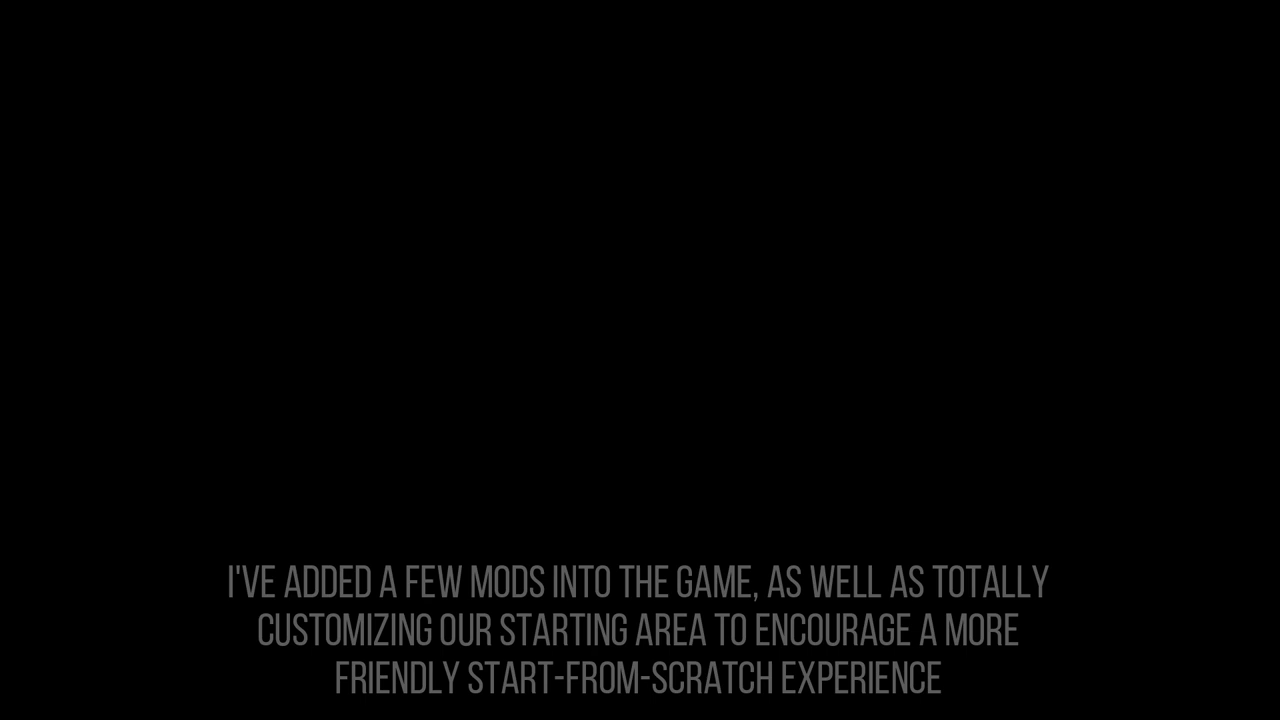 I'VE ADDED A FEW MODS INTO THE GAME, AS WELL AS TOTALLY
CUSTOMIZING OUR STARTING AREA TO ENCOURAGE A MORE
FRIENDLY START-FROM-SCRATCH EXPERIENCE